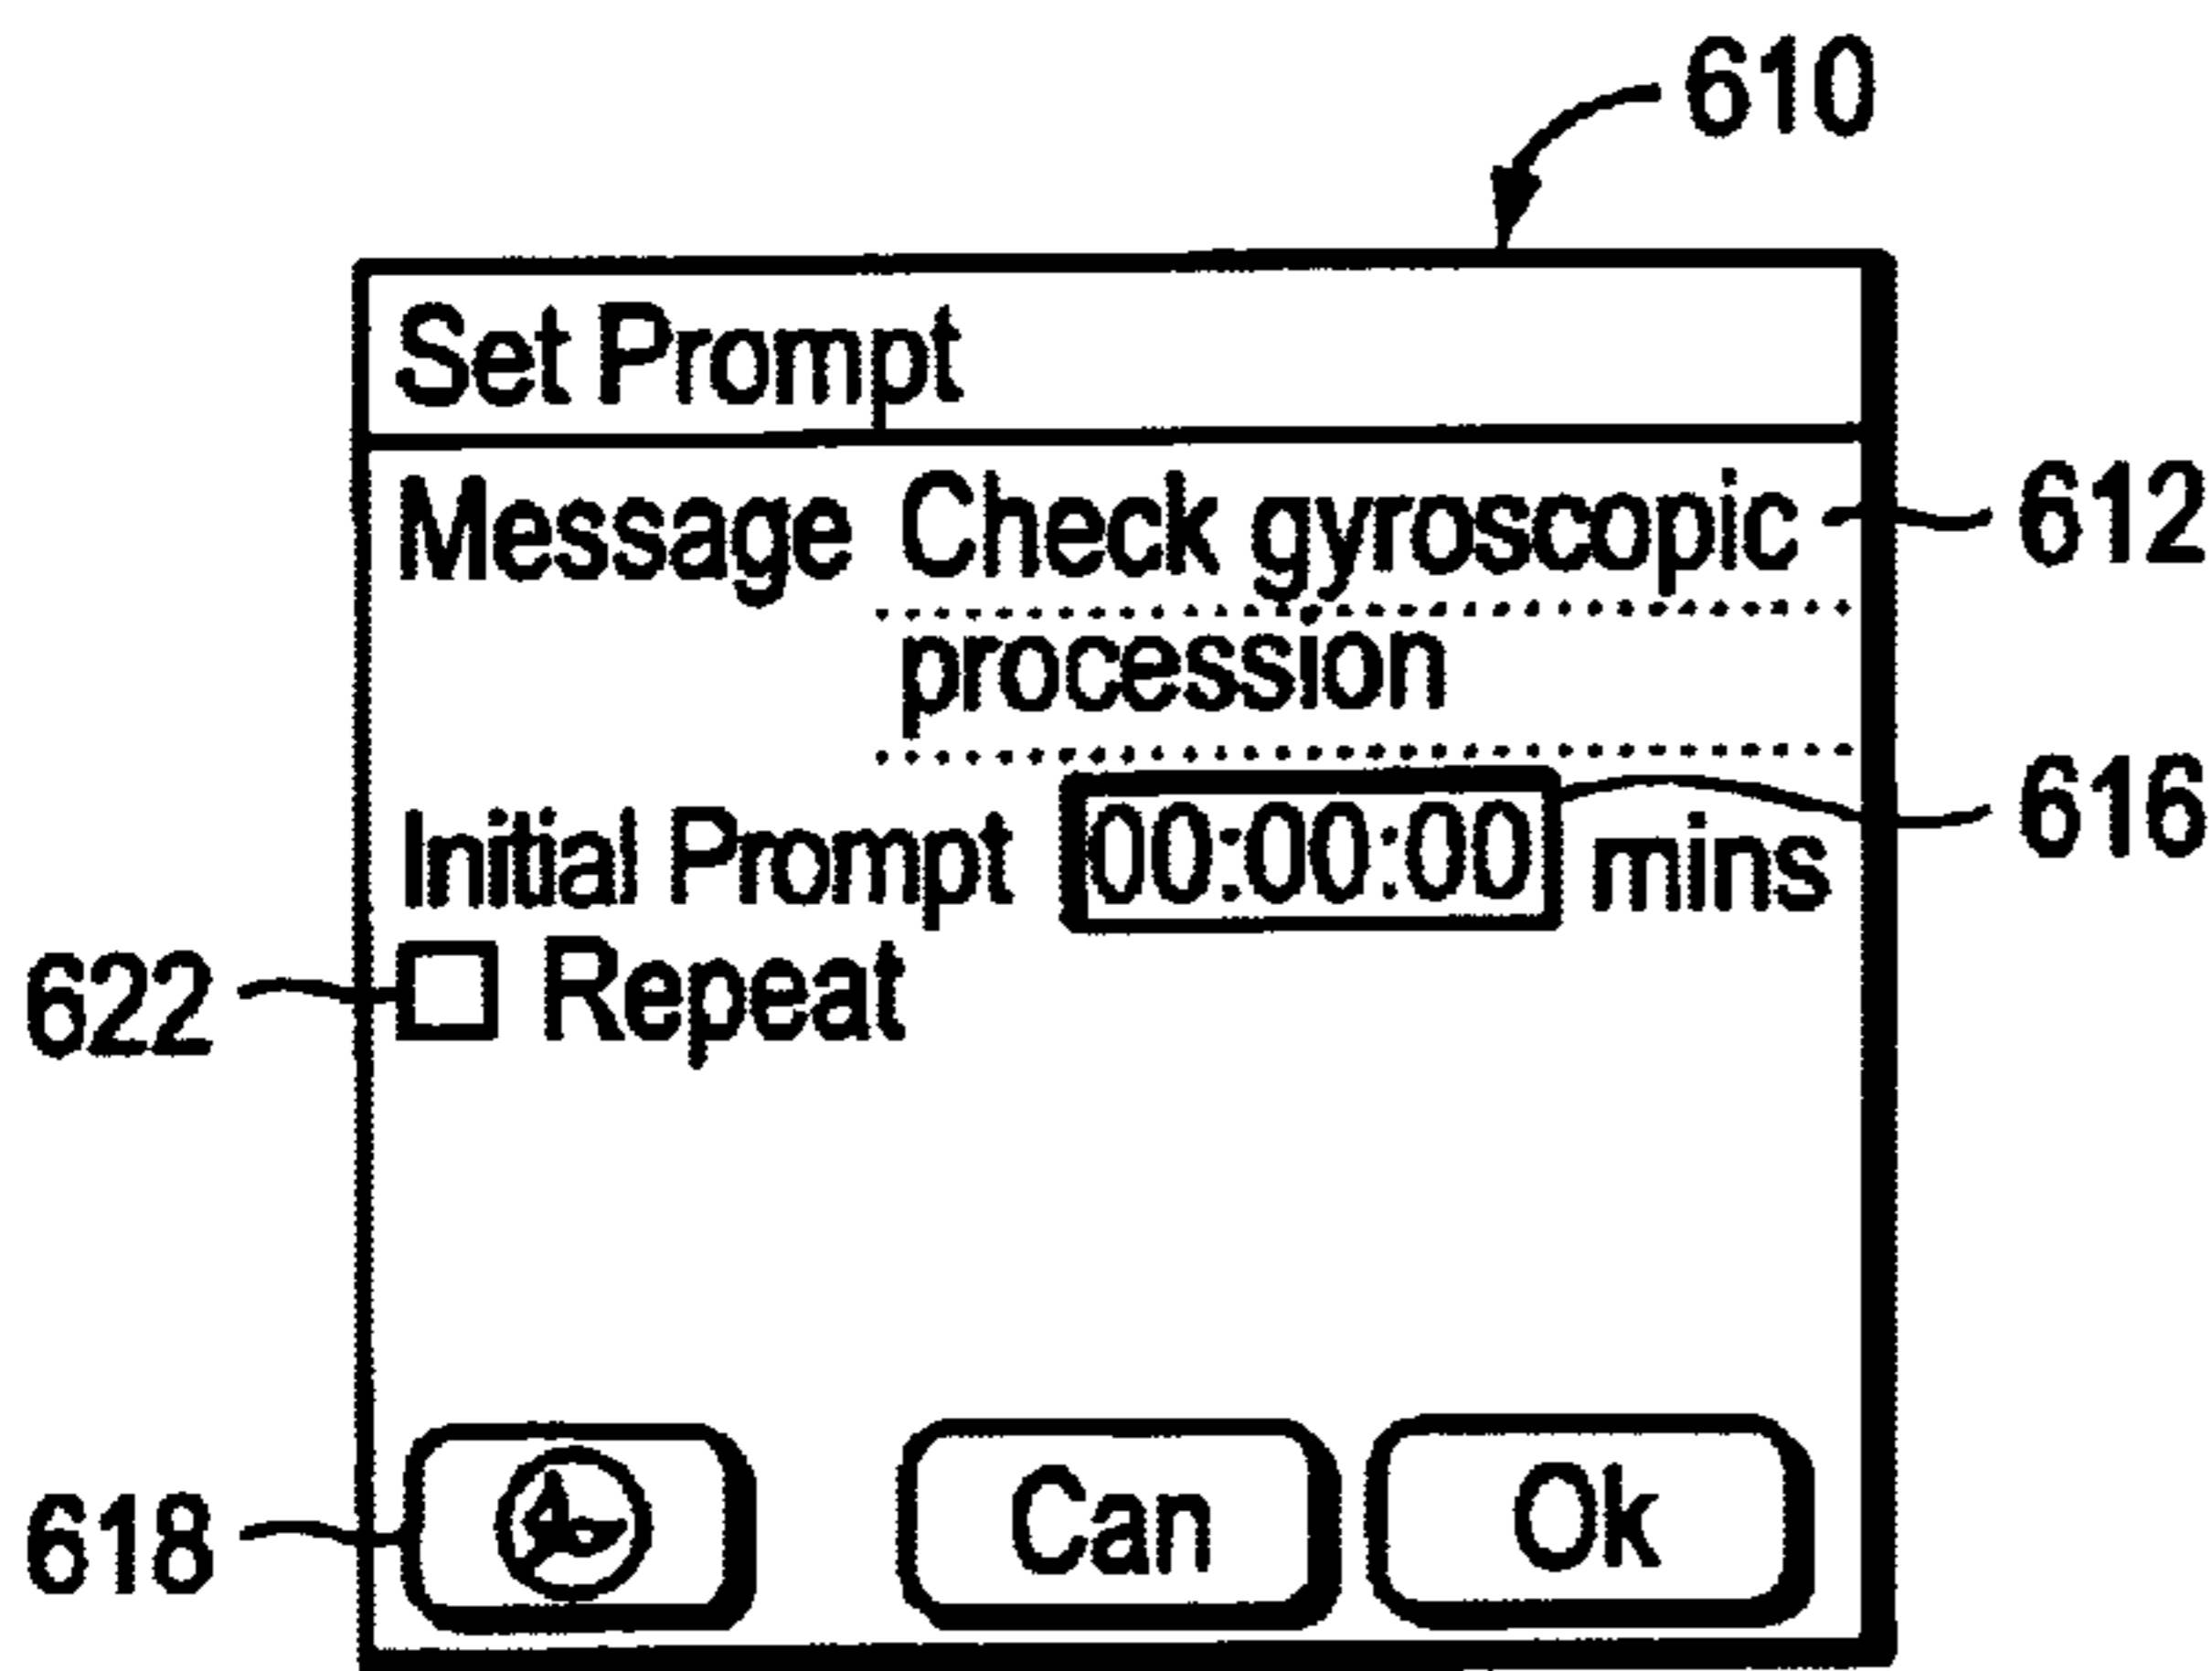 610
Set Prompt
Message Check gyroscopic
612
procession
Initial Prompt 00:00:00 mins
616
622
Repeat
618
Can
Ok